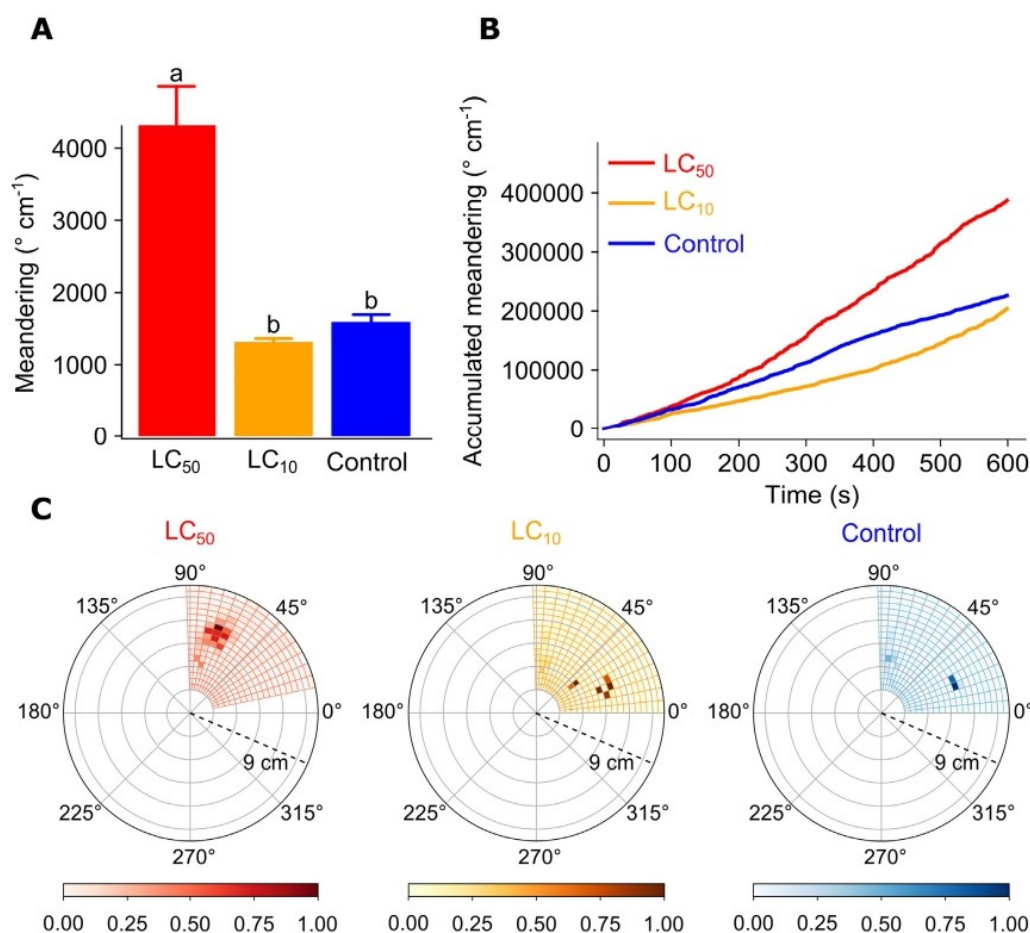 A
B
a
b
b
Meandering (° cm⁻¹)
4000
3000
2000
1000
0
LC₅₀
LC₁₀
Control
Accumulated meandering (° cm⁻¹)
LC₅₀
LC₁₀
Control
400000
300000
200000
100000
0
0 100 200 300 400 500 600
Time (s)
C
LC₅₀
90°
135° 45°
180° 0°
9 cm
225° 315°
270°
0.00 0.25 0.50 0.75 1.00
LC₁₀
90°
135° 45°
180° 0°
9 cm
225° 315°
270°
0.00 0.25 0.50 0.75 1.00
Control
90°
135° 45°
180° 0°
9 cm
225° 315°
270°
0.00 0.25 0.50 0.75 1.00